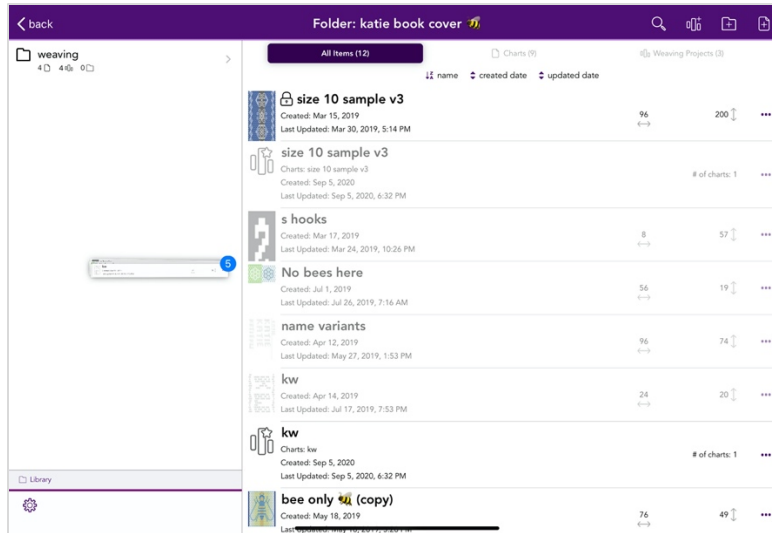 back
Folder: katie book cover 🐝
weaving
4 4 0
All Items (12)
Charts (9)
Weaving Projects (3)
name created date updated date
size 10 sample v3
Created: Mar 15, 2019
Last Updated: Mar 30, 2019, 5:14 PM
96
200
size 10 sample v3
Charts: size 10 sample v3
Created: Sep 5, 2020
Last Updated: Sep 5, 2020, 6:32 PM
# of charts: 1
s hooks
Created: Mar 17, 2019
Last Updated: Mar 24, 2019, 10:26 PM
8
57
No bees here
Created: Jul 1, 2019
Last Updated: Jul 26, 2019, 7:16 AM
56
19
name variants
Created: Apr 12, 2019
Last Updated: May 27, 2019, 1:53 PM
96
74
kw
Created: Apr 14, 2019
Last Updated: Jul 17, 2019, 7:53 PM
24
20
kw
Charts: kw
Created: Sep 5, 2020
Last Updated: Sep 5, 2020, 6:32 PM
# of charts: 1
bee only 🐝 (copy)
Created: May 18, 2019
76
49
5
Library